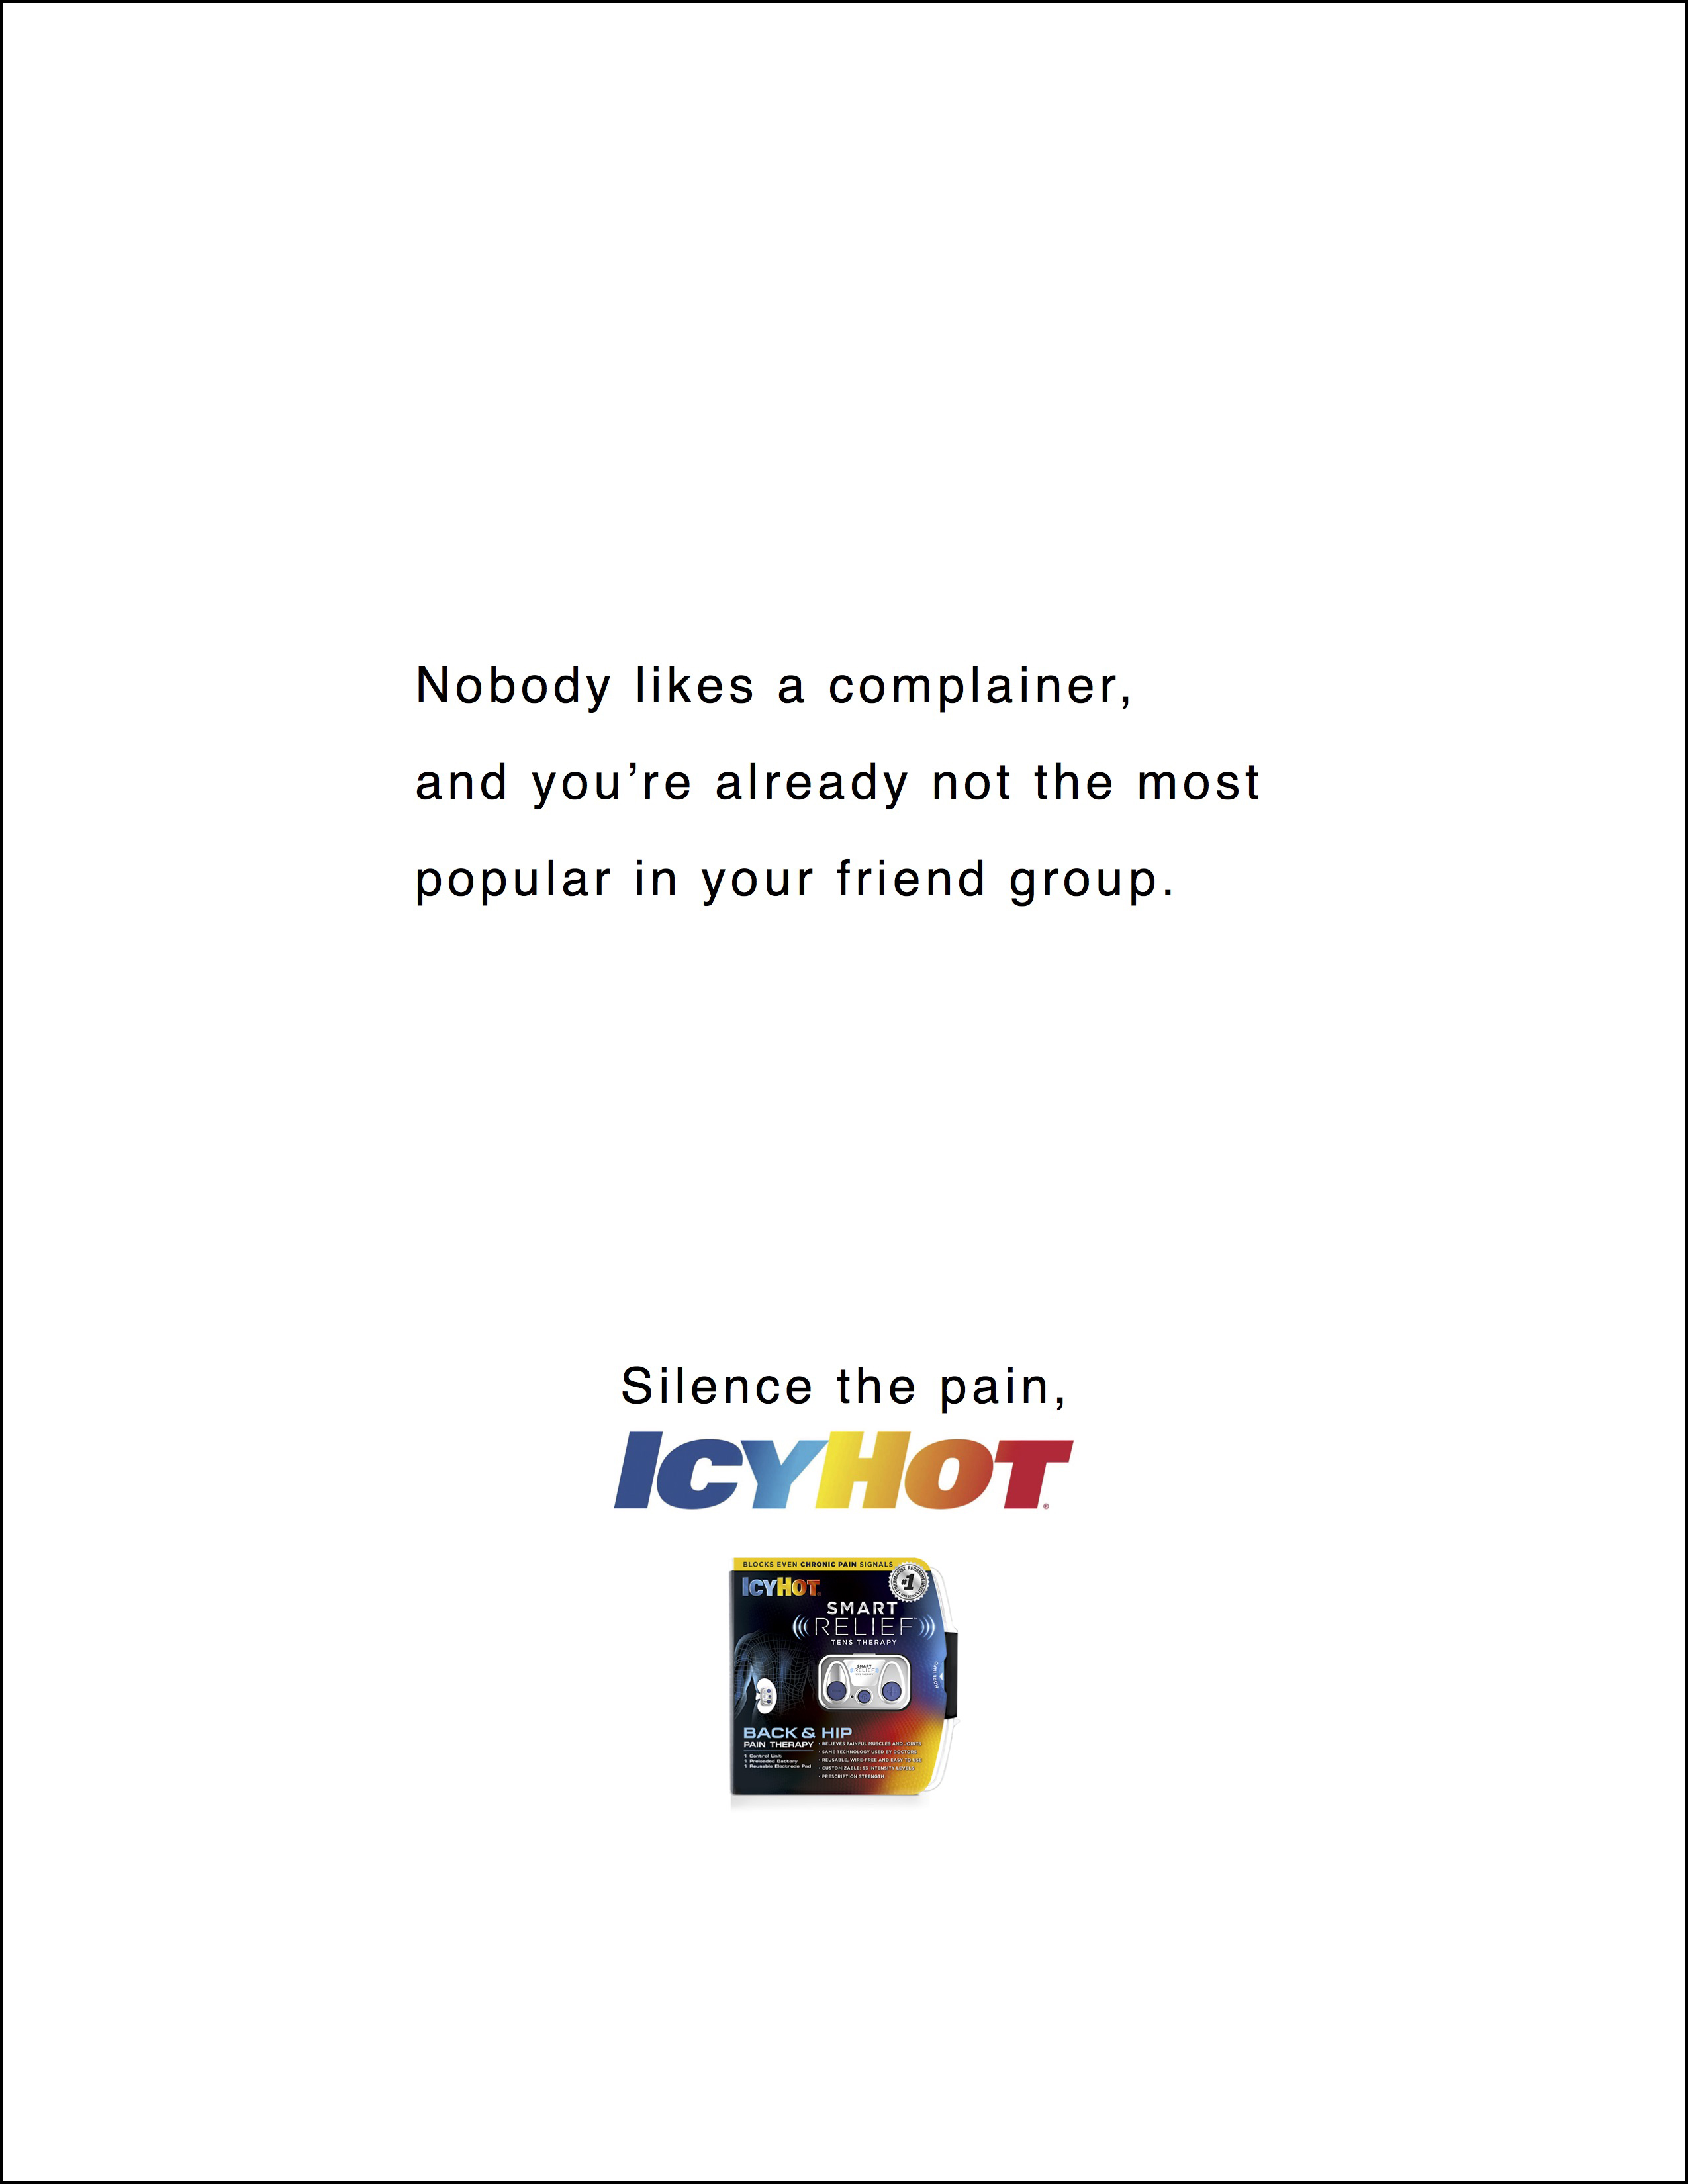 Nobody likes a complainer,
and you’re already not the most
popular in your friend group.
Silence the pain,
ICYHOT®
BLOCKS EVEN CHRONIC PAIN SIGNALS
ICYHOT
#1
SMART
RELIEF™
TENS THERAPY
SMART
RELIEF
MORE INFO
BACK & HIP
PAIN THERAPY
1 Control Unit
1 Preloaded Battery
1 Reusable Electrode Pad
• RELIEVES PAINFUL MUSCLES AND JOINTS
• SAME TECHNOLOGY USED BY DOCTORS
• REUSABLE, WIRE-FREE AND EASY TO USE
• CUSTOMIZABLE: 63 INTENSITY LEVELS
• PRESCRIPTION STRENGTH